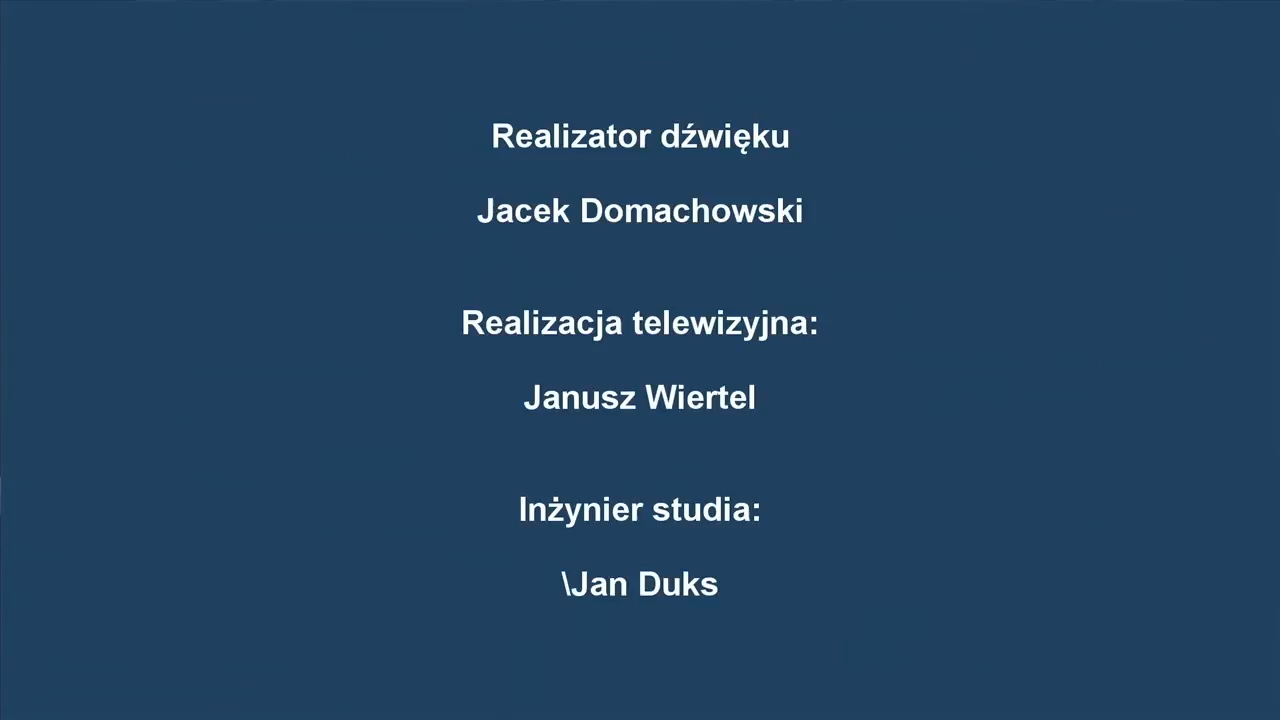 Realizator dźwięku
Jacek Domachowski
Realizacja telewizyjna:
Janusz Wiertel
Inżynier studia:
\Jan Duks